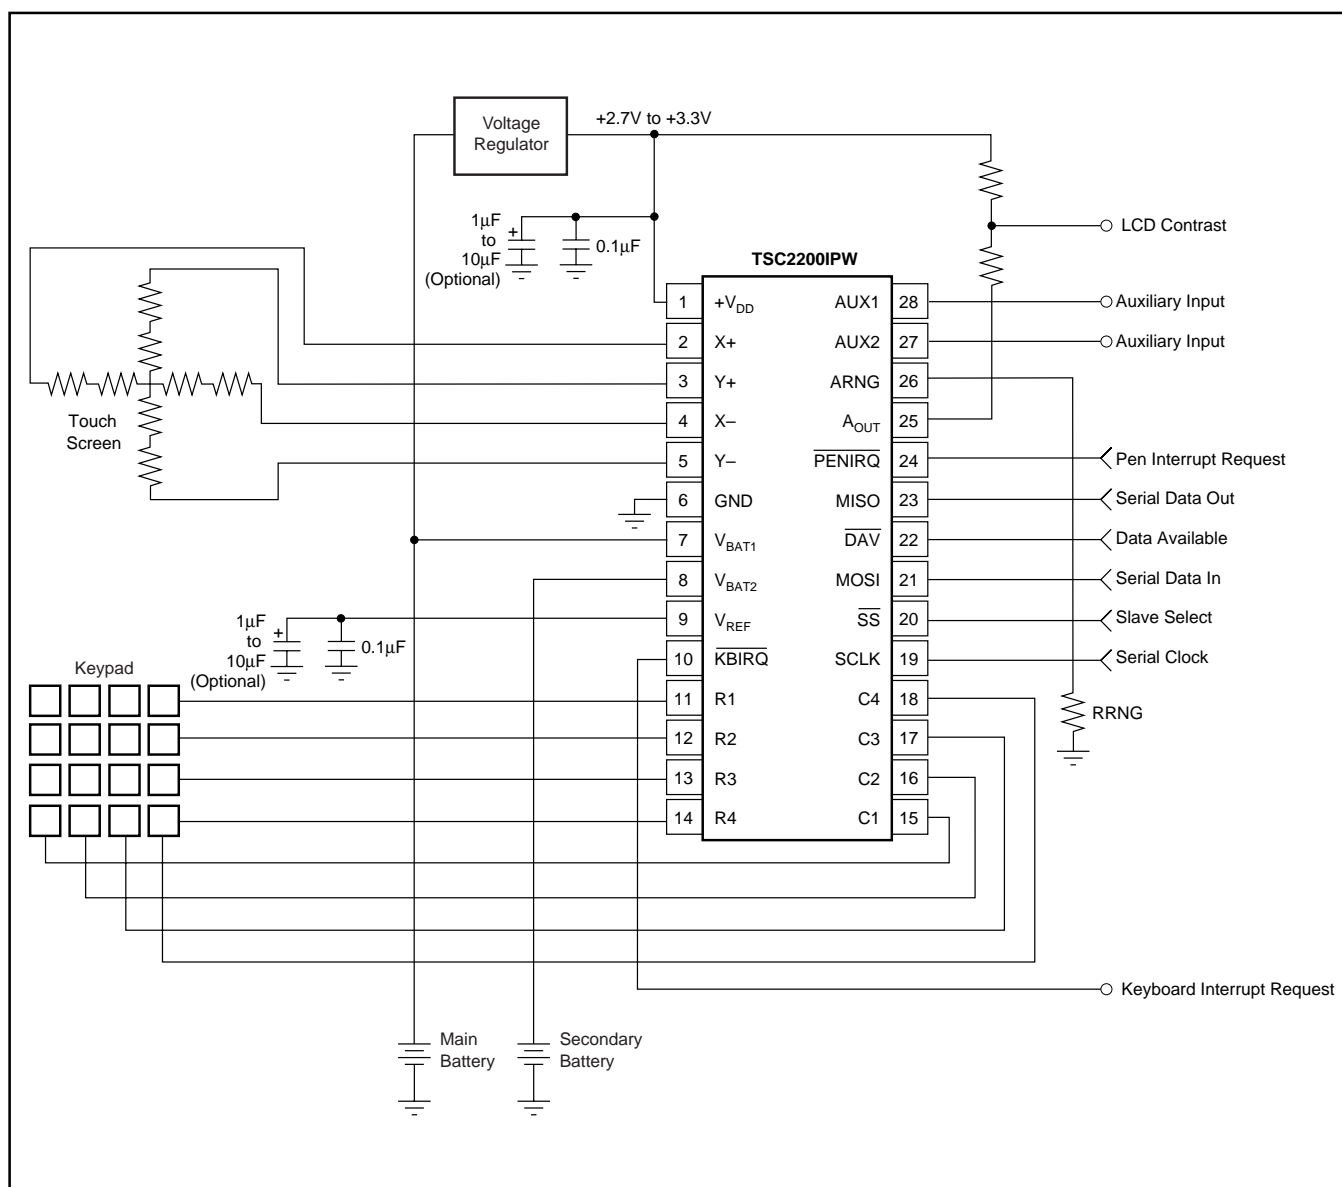 Voltage
Regulator
+2.7V to +3.3V
1µF
to
10µF
(Optional)
+
0.1µF
LCD Contrast
TSC2200IPW
1 +VDD AUX1 28 Auxiliary Input
2 X+ AUX2 27 Auxiliary Input
3 Y+ ARNG 26
4 X– AOUT 25
5 Y– PENIRQ 24 Pen Interrupt Request
6 GND MISO 23 Serial Data Out
7 VBAT1 DAV 22 Data Available
8 VBAT2 MOSI 21 Serial Data In
9 VREF SS 20 Slave Select
10 KBIRQ SCLK 19 Serial Clock
11 R1 C4 18
12 R2 C3 17
13 R3 C2 16
14 R4 C1 15
Touch
Screen
1µF
to
10µF
(Optional)
+
0.1µF
Keypad
RRNG
Keyboard Interrupt Request
Main
Battery
Secondary
Battery